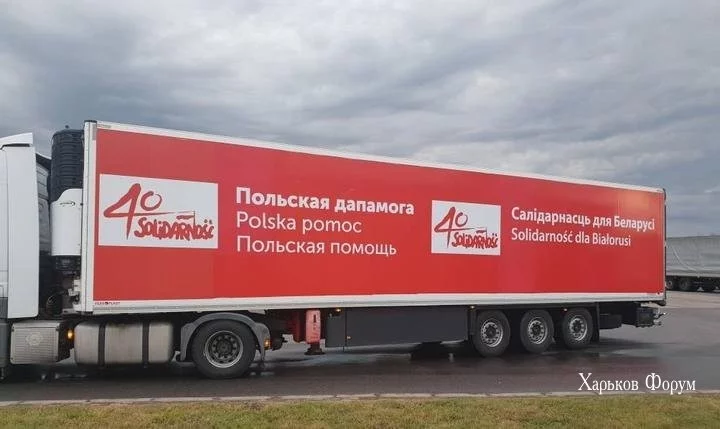 40
SOLIDARNOŚĆ
Польская дапамога
Polska pomoc
Польская помощь
40
SOLIDARNOŚĆ
Салідарнасць для Беларусі
Solidarność dla Białorusi
Харьков Форум